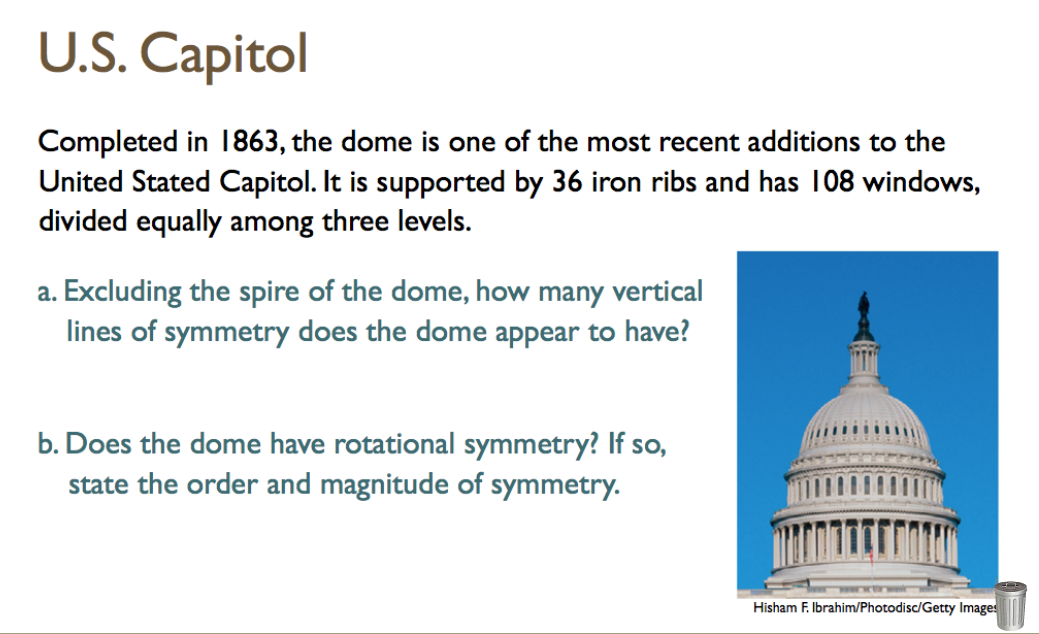 U.S. Capitol
Completed in 1863, the dome is one of the most recent additions to the
United Stated Capitol. It is supported by 36 iron ribs and has 108 windows,
divided equally among three levels.
a. Excluding the spire of the dome, how many vertical
lines of symmetry does the dome appear to have?
b. Does the dome have rotational symmetry? If so,
state the order and magnitude of symmetry.
Hisham F. Ibrahim/Photodisc/Getty Images